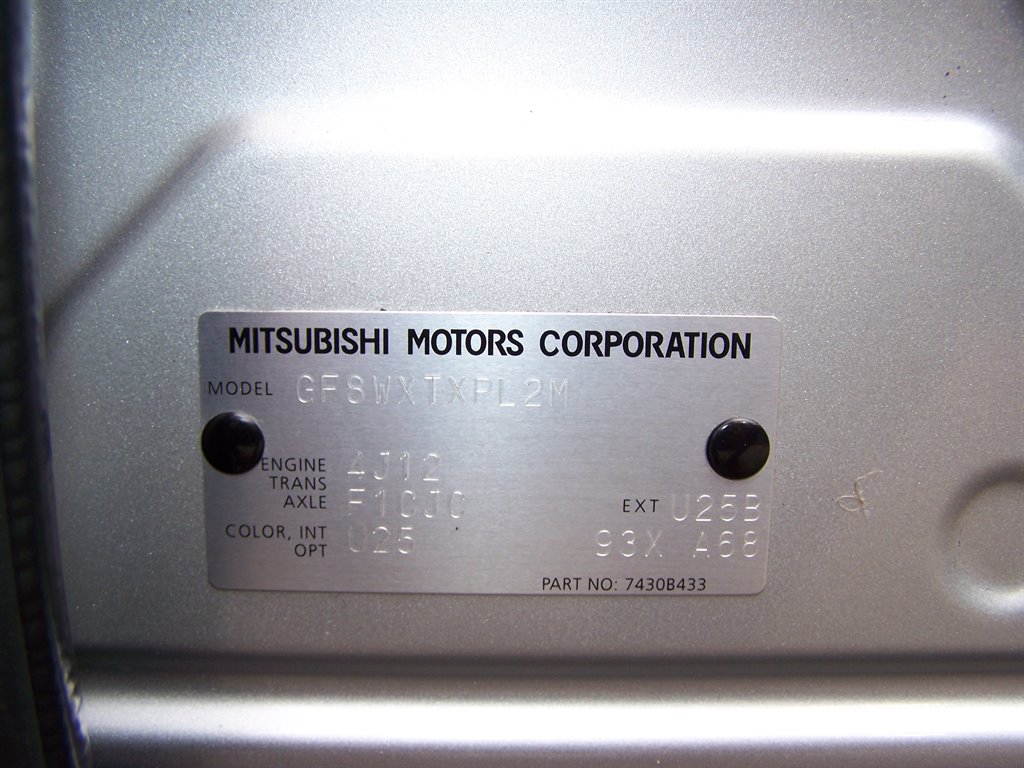 MITSUBISHI MOTORS CORPORATION
MODEL GF8WXTXPL2M
ENGINE 4J12
TRANS
AXLE F1CJC
EXT U25B
COLOR, INT U25
OPT 93X A68
PART NO: 7430B433